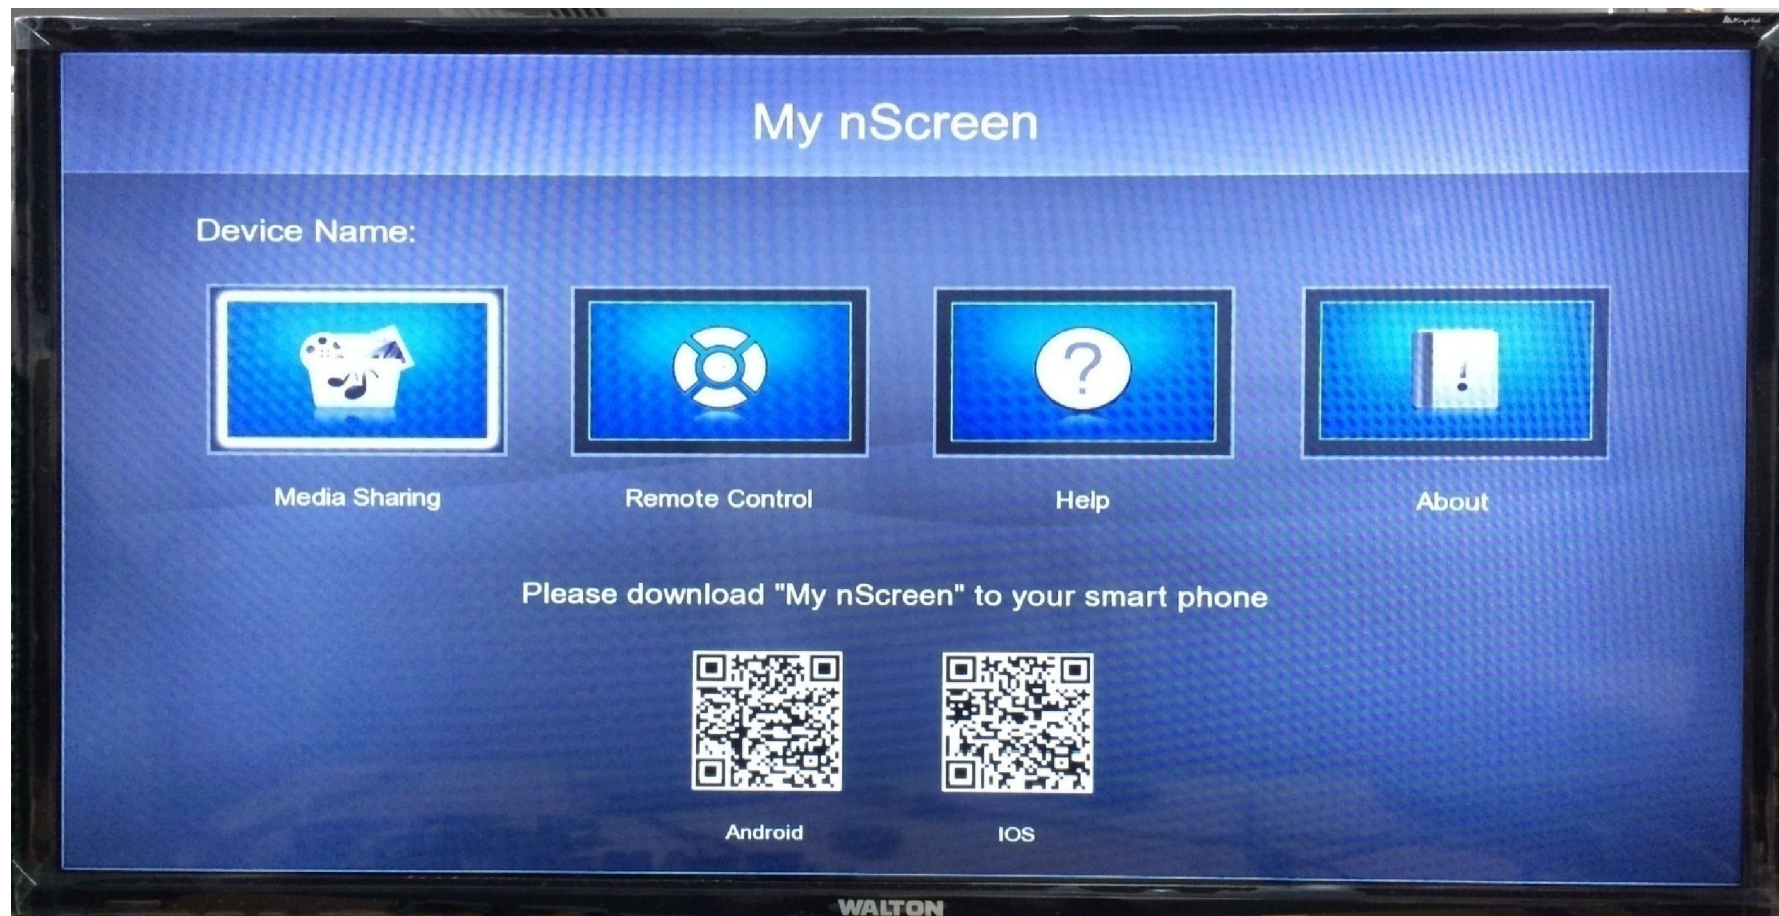 My nScreen
Device Name:
Media Sharing
Remote Control
Help
About
Please download "My nScreen" to your smart phone
Android
IOS
WALTON